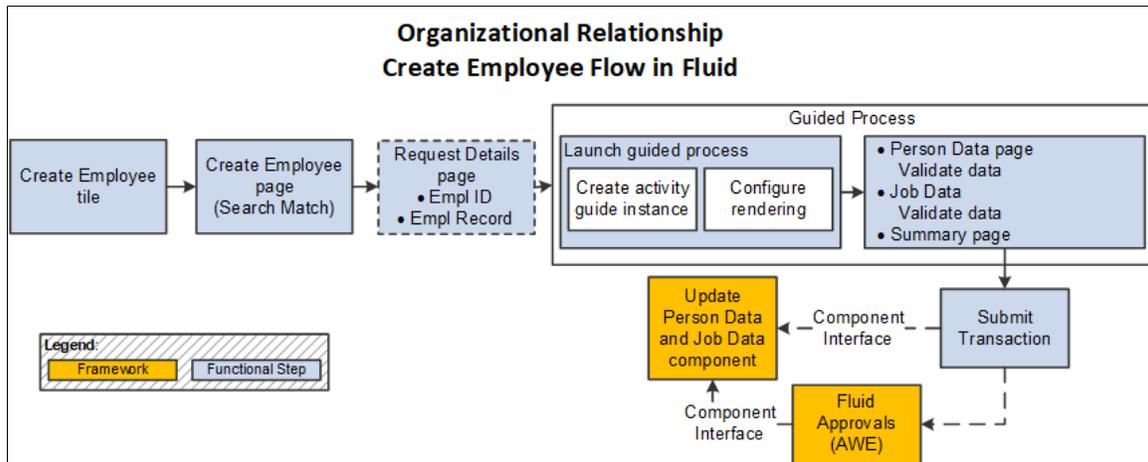 Organizational Relationship
Create Employee Flow in Fluid
Create Employee
tile
Create Employee
page
(Search Match)
Request Details
page
• Empl ID
• Empl Record
Guided Process
Launch guided process
Create activity
guide instance
Configure
rendering
• Person Data page
Validate data
• Job Data
Validate data
• Summary page
Update
Person Data
and Job Data
component
Component
Interface
Submit
Transaction
Component
Interface
Fluid
Approvals
(AWE)
Legend:
Framework
Functional Step